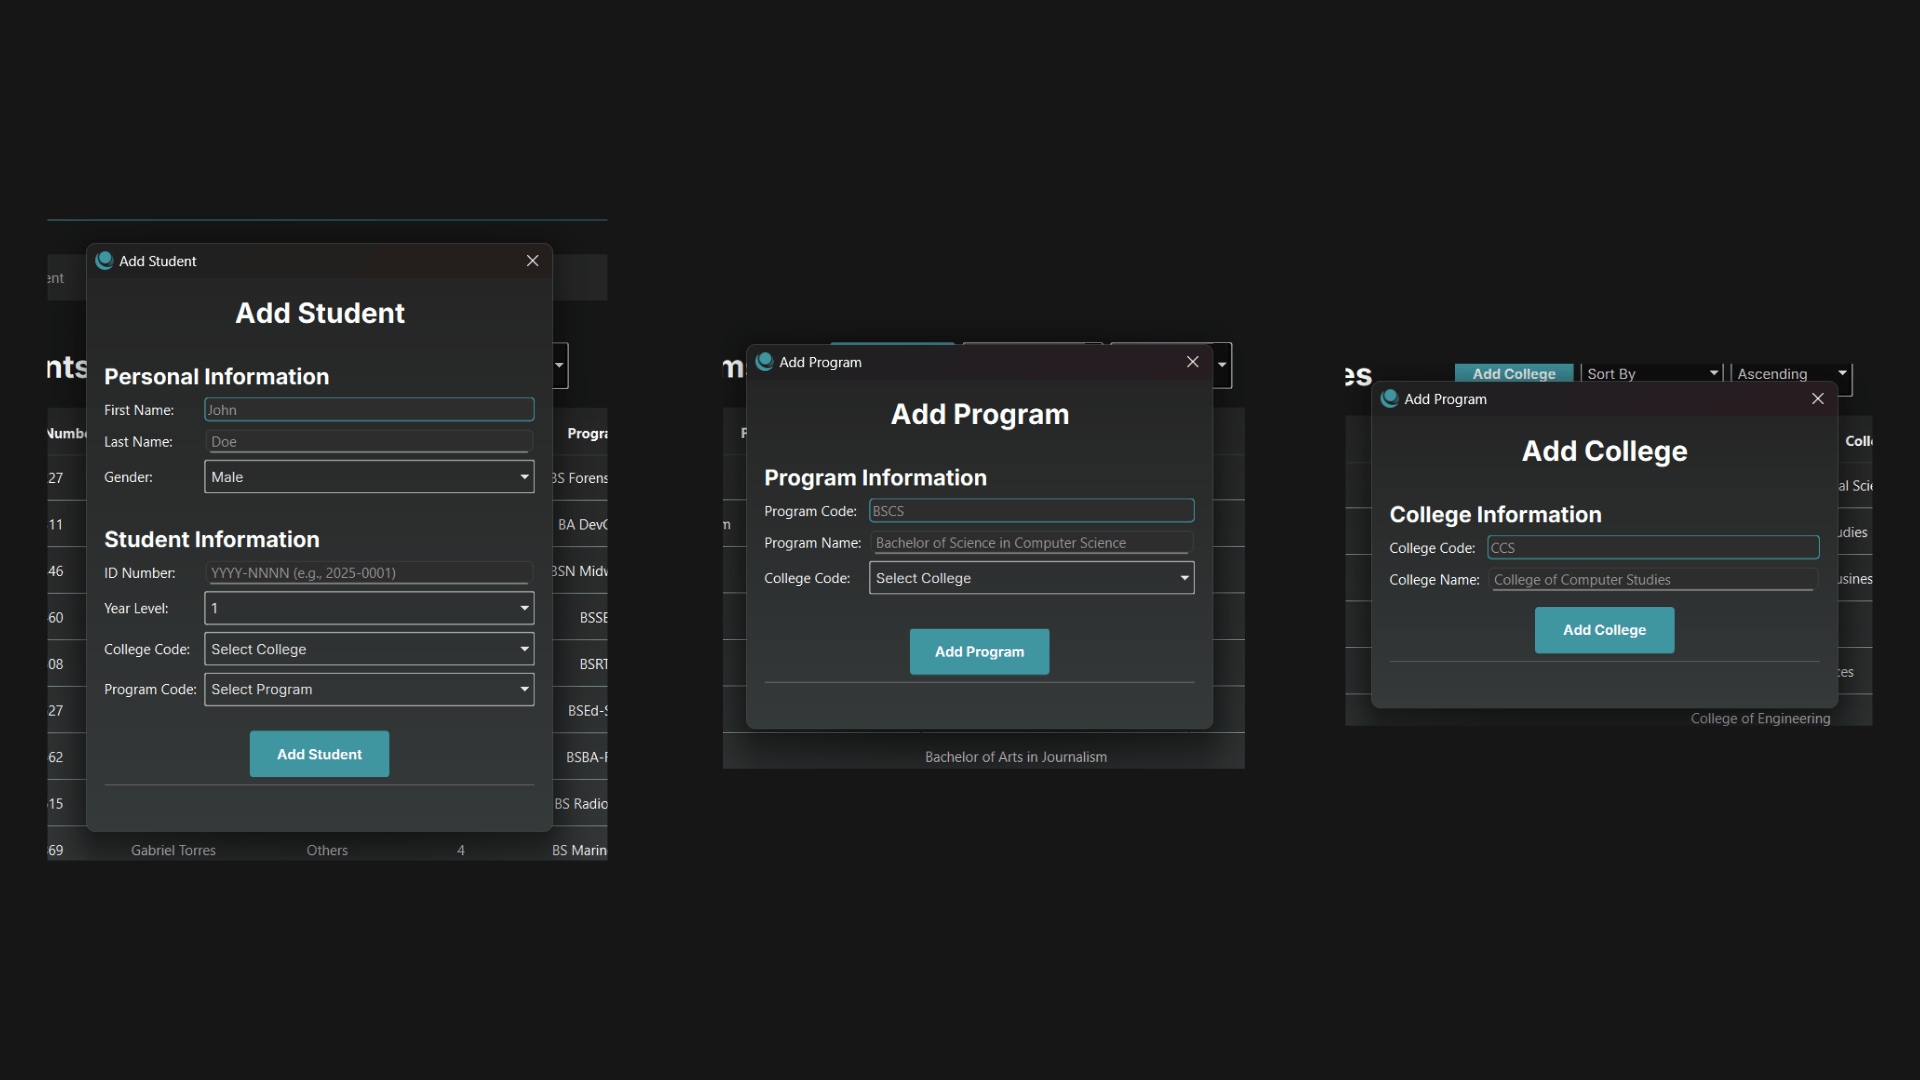 Add Student
ent
Add Student
nts
Personal Information
First Name: John
Last Name: Doe
Gender: Male
Student Information
ID Number: YYYY-NNNN (e.g., 2025-0001)
Year Level: 1
College Code: Select College
Program Code: Select Program
Add Student
Numb
27
11
46
60
08
27
62
15
69 Gabriel Torres Others 4 BS Marin
Progra
BS Forens
BA Dev
BSN Midw
BSSE
BSRT
BSEd-S
BSBA-F
BS Radio
Add Program
Add Program
Program Information
Program Code: BSCS
Program Name: Bachelor of Science in Computer Science
College Code: Select College
Add Program
Bachelor of Arts in Journalism
es Add College Sort By Ascending
Add Program
Add College
College Information
College Code: CCS
College Name: College of Computer Studies
Add College
Coll
al Scie
udies
usines
ces
College of Engineering